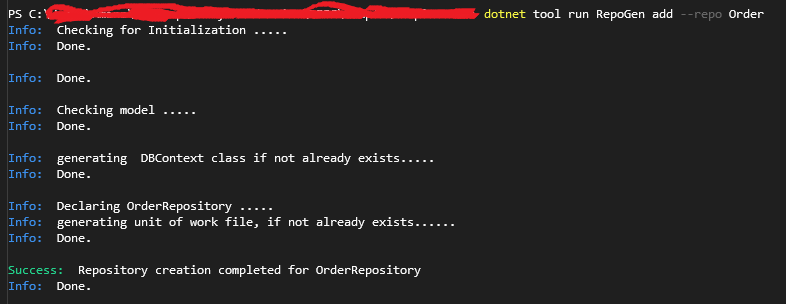 PS C:\ dotnet tool run RepoGen add --repo Order
Info: Checking for Initialization .....
Info: Done.
Info: Done.
Info: Checking model .....
Info: Done.
Info: generating  DBContext class if not already exists.....
Info: Done.
Info: Declaring OrderRepository .....
Info: generating unit of work file, if not already exists......
Info: Done.
Success: Repository creation completed for OrderRepository
Info: Done.